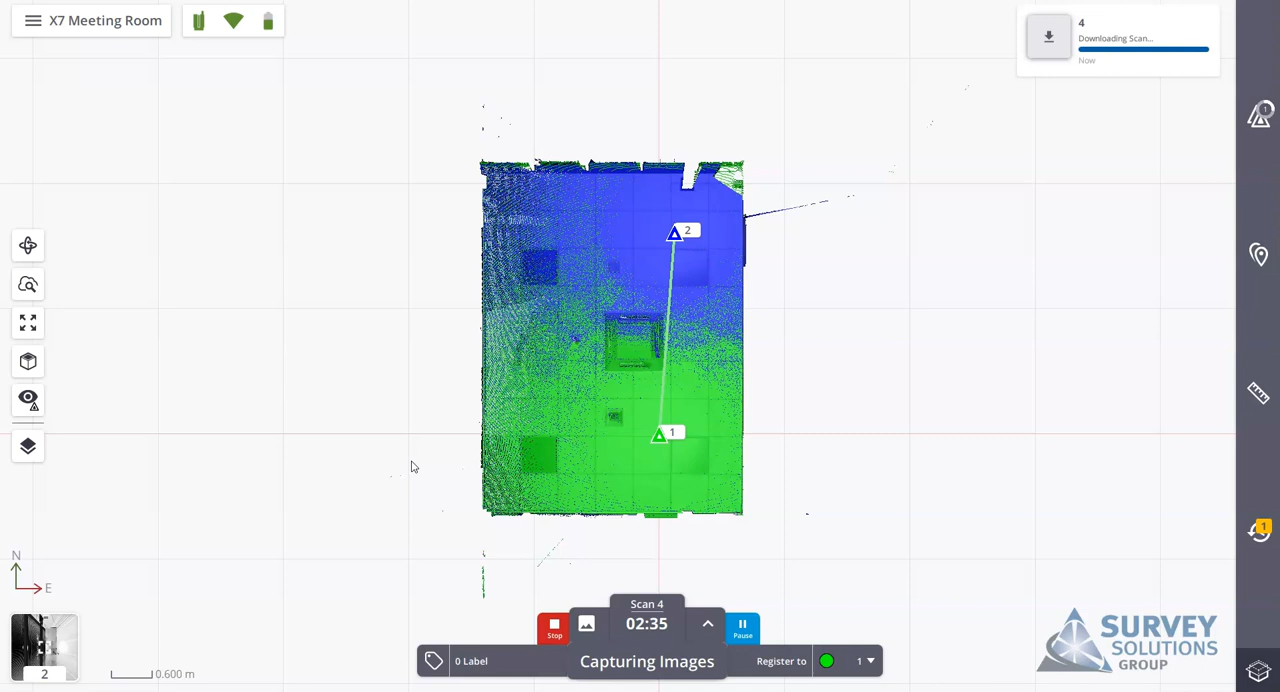 X7 Meeting Room
4
Downloading Scan...
Now
1
2
1
1
N
E
2
0.600 m
Scan 4
Stop
02:35
Pause
0 Label
Capturing Images
Register to
1
SURVEY
SOLUTIONS
GROUP